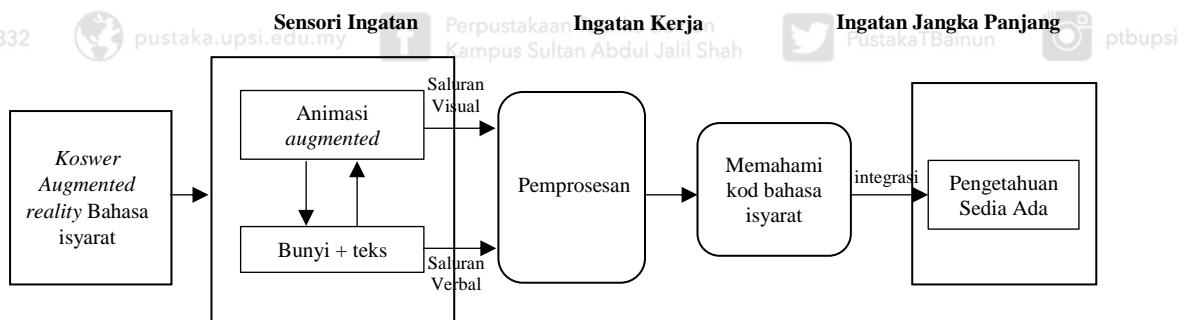 Sensori Ingatan
Ingatan Kerja
Ingatan Jangka Panjang
332
pustaka.upsi.edu.my
Perpustakaan
Kampus Sultan Abdul Jalil Shah
PustakaTBainun
ptbupsi
Koswer
Augmented
reality Bahasa
isyarat
Animasi
augmented
Bunyi + teks
Saluran
Visual
Saluran
Verbal
Pemprosesan
Memahami
kod bahasa
isyarat
integrasi
Pengetahuan
Sedia Ada